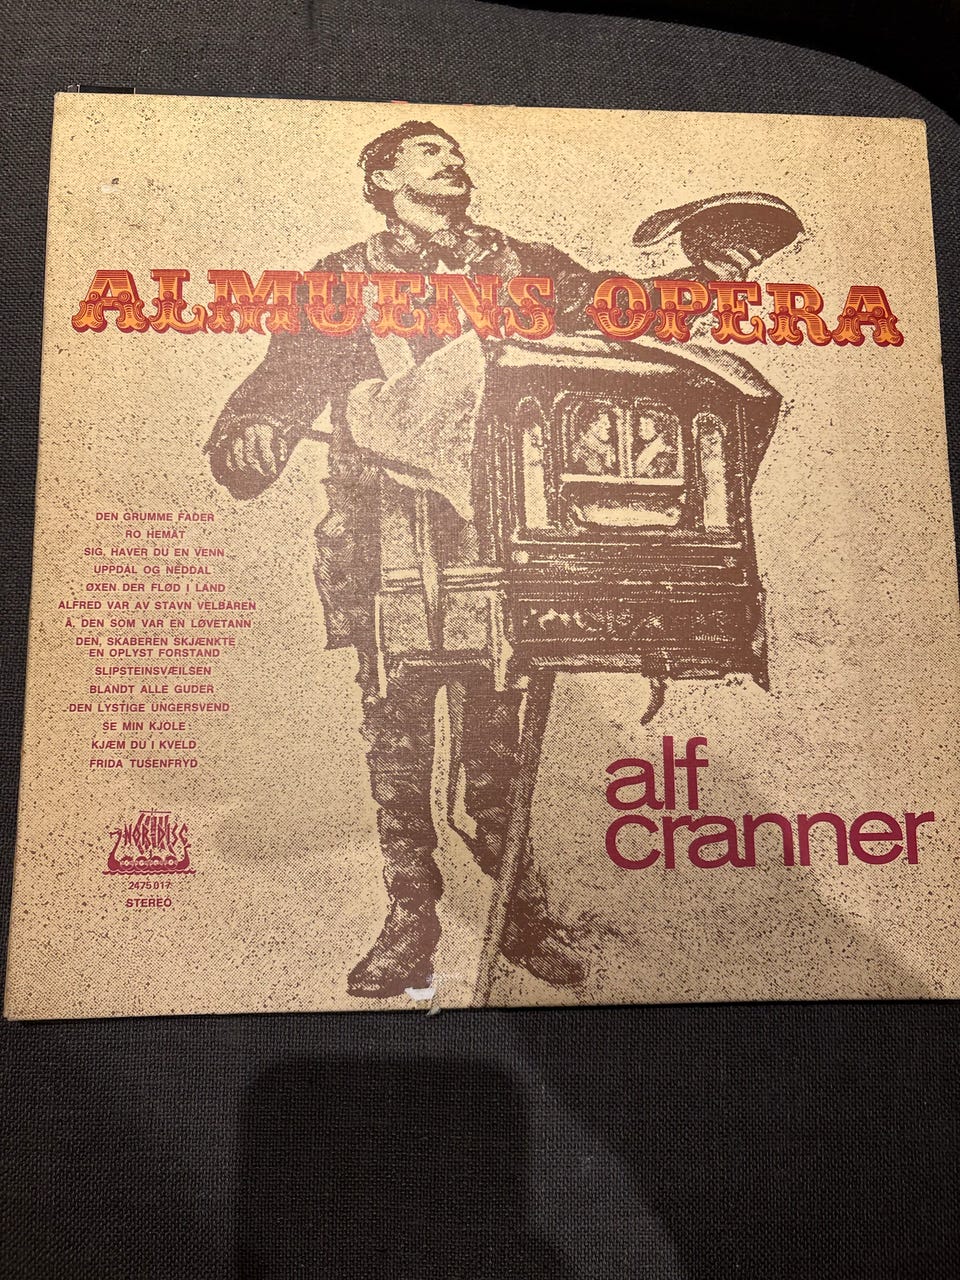 ALMUENS OPERA
DEN GRUMME FADER
RO HEMAT
SIG, HAVER DU EN VENN
UPPDAL OG NEDDAL
ØXEN DER FLØD I LAND
ALFRED VAR AV STAVN VELBÅREN
Å, DEN SOM VAR EN LØVETANN
DEN, SKABEREN SKJÆNKTE
EN OPLYST FORSTAND
SLIPSTEINSVÆILSEN
BLANDT ALLE GUDER
DEN LYSTIGE UNGERSVEND
SE MIN KJOLE
KJÆM DU I KVELD
FRIDA TUSENFRYD
alf
cranner
NORDISC
2475 017
STEREO